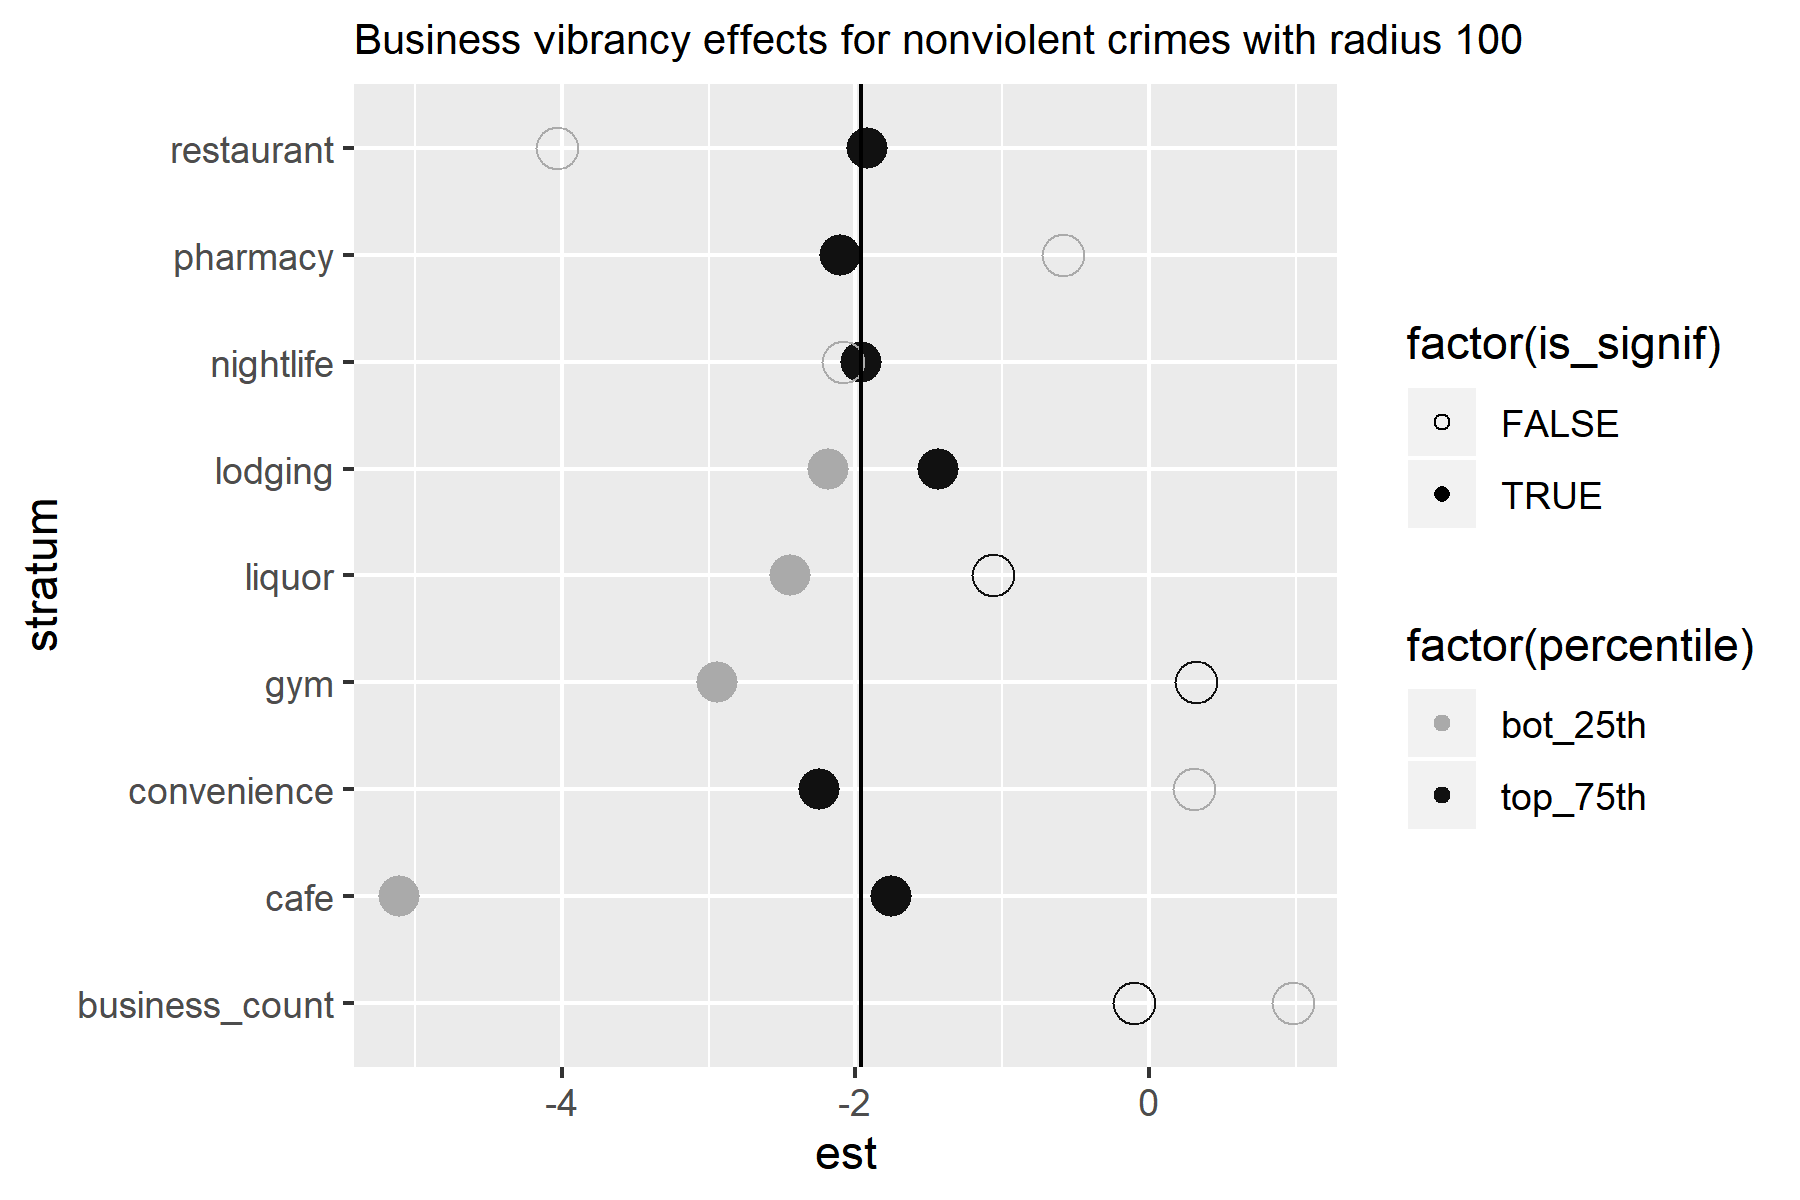 Business vibrancy effects for nonviolent crimes with radius 100
restaurant
pharmacy
nightlife
lodging
liquor
gym
convenience
cafe
business_count
stratum
-4
-2
0
est
factor(is_signif)
FALSE
TRUE
factor(percentile)
bot_25th
top_75th